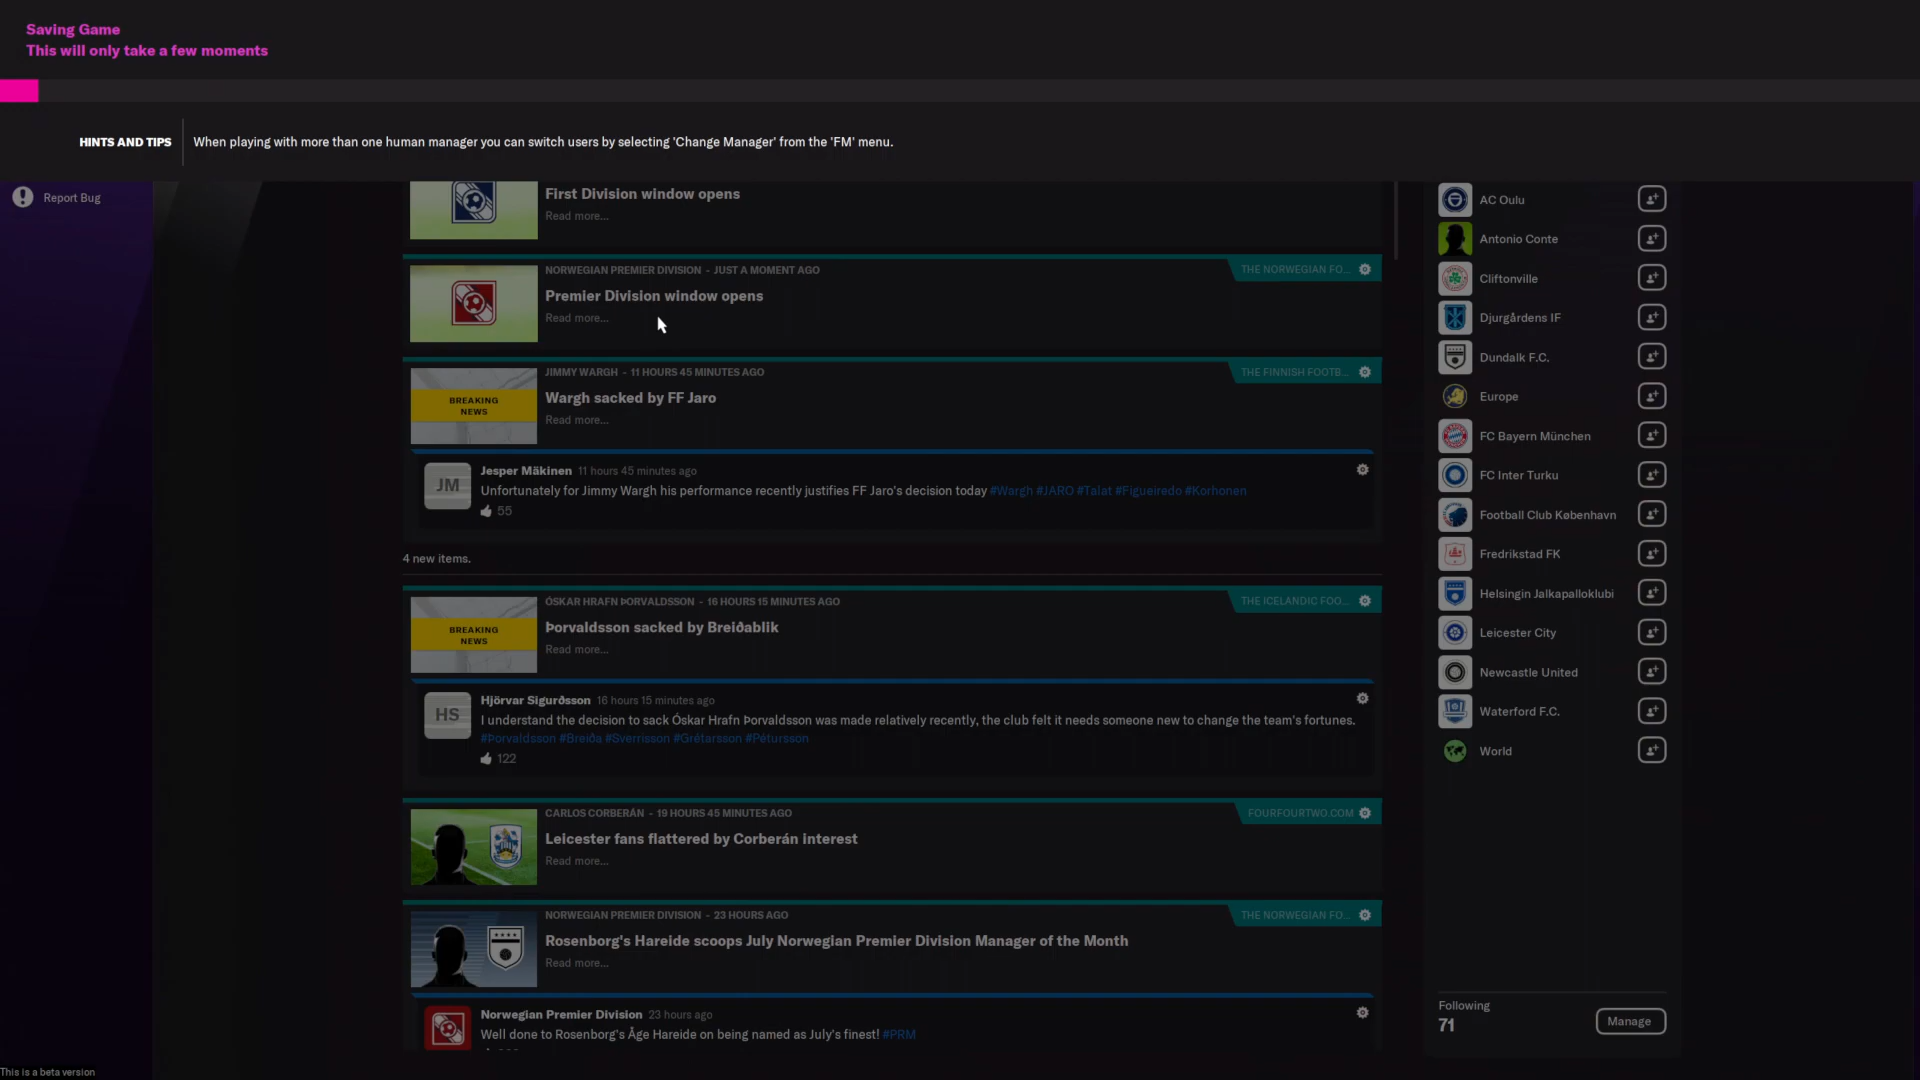 Saving Game
This will only take a few moments
HINTS AND TIPS
When playing with more than one human manager you can switch users by selecting 'Change Manager' from the 'FM' menu.
Report Bug
First Division window opens
Read more...
NORWEGIAN PREMIER DIVISION - JUST A MOMENT AGO
THE NORWEGIAN FO...
Premier Division window opens
Read more...
JIMMY WARGH - 11 HOURS 45 MINUTES AGO
THE FINNISH FOOTB...
BREAKING
NEWS
Wargh sacked by FF Jaro
Read more...
JM
Jesper Mäkinen 11 hours 45 minutes ago
Unfortunately for Jimmy Wargh his performance recently justifies FF Jaro's decision today #Wargh #JARO #Talat #Figueiredo #Korhonen
55
4 new items.
ÓSKAR HRAFN ÞORVALDSSON - 16 HOURS 15 MINUTES AGO
THE ICELANDIC FOO...
BREAKING
NEWS
Þorvaldsson sacked by Breiðablik
Read more...
HS
Hjörvar Sigurðsson 16 hours 15 minutes ago
I understand the decision to sack Óskar Hrafn Þorvaldsson was made relatively recently, the club felt it needs someone new to change the team's fortunes.
#Þorvaldsson #Breiða #Sverrisson #Grétarsson #Pétursson
122
CARLOS CORBERÁN - 19 HOURS 45 MINUTES AGO
FOURFOURTWO.COM
Leicester fans flattered by Corberán interest
Read more...
NORWEGIAN PREMIER DIVISION - 23 HOURS AGO
THE NORWEGIAN FO...
Rosenborg's Hareide scoops July Norwegian Premier Division Manager of the Month
Read more...
Norwegian Premier Division 23 hours ago
Well done to Rosenborg's Åge Hareide on being named as July's finest! #PRM
AC Oulu
Antonio Conte
Cliftonville
Djurgårdens IF
Dundalk F.C.
Europe
FC Bayern München
FC Inter Turku
Football Club København
Fredrikstad FK
Helsingin Jalkapalloklubi
Leicester City
Newcastle United
Waterford F.C.
World
Following
71
Manage
This is a beta version